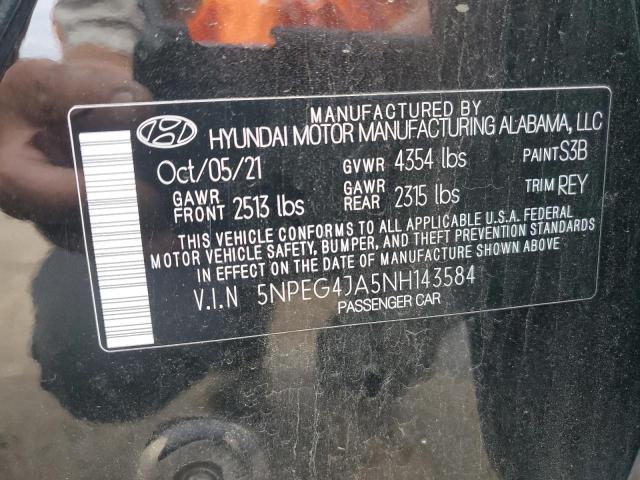 MANUFACTURED BY
HYUNDAI MOTOR MANUFACTURING ALABAMA, LLC
Oct/05/21 GVWR 4354 lbs PAINT S3B
GAWR FRONT 2513 lbs GAWR REAR 2315 lbs TRIM REY
THIS VEHICLE CONFORMS TO ALL APPLICABLE U.S.A. FEDERAL
MOTOR VEHICLE SAFETY, BUMPER, AND THEFT PREVENTION STANDARDS
IN EFFECT ON THE DATE OF MANUFACTURE SHOWN ABOVE
V.I.N 5NPEG4JA5NH143584
PASSENGER CAR